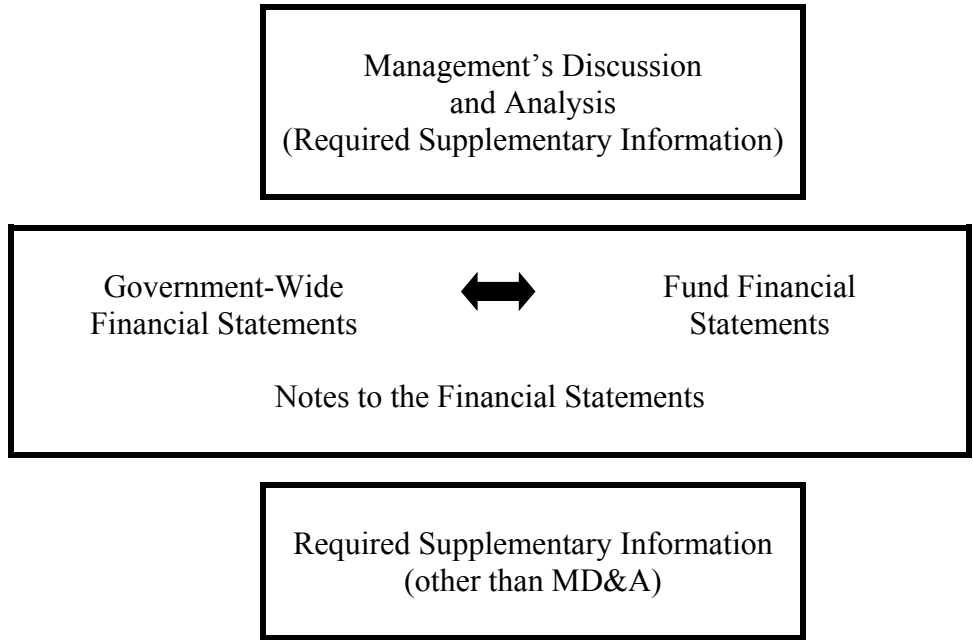 Management’s Discussion
and Analysis
(Required Supplementary Information)
Government-Wide
Financial Statements
Fund Financial
Statements
Notes to the Financial Statements
Required Supplementary Information
(other than MD&A)